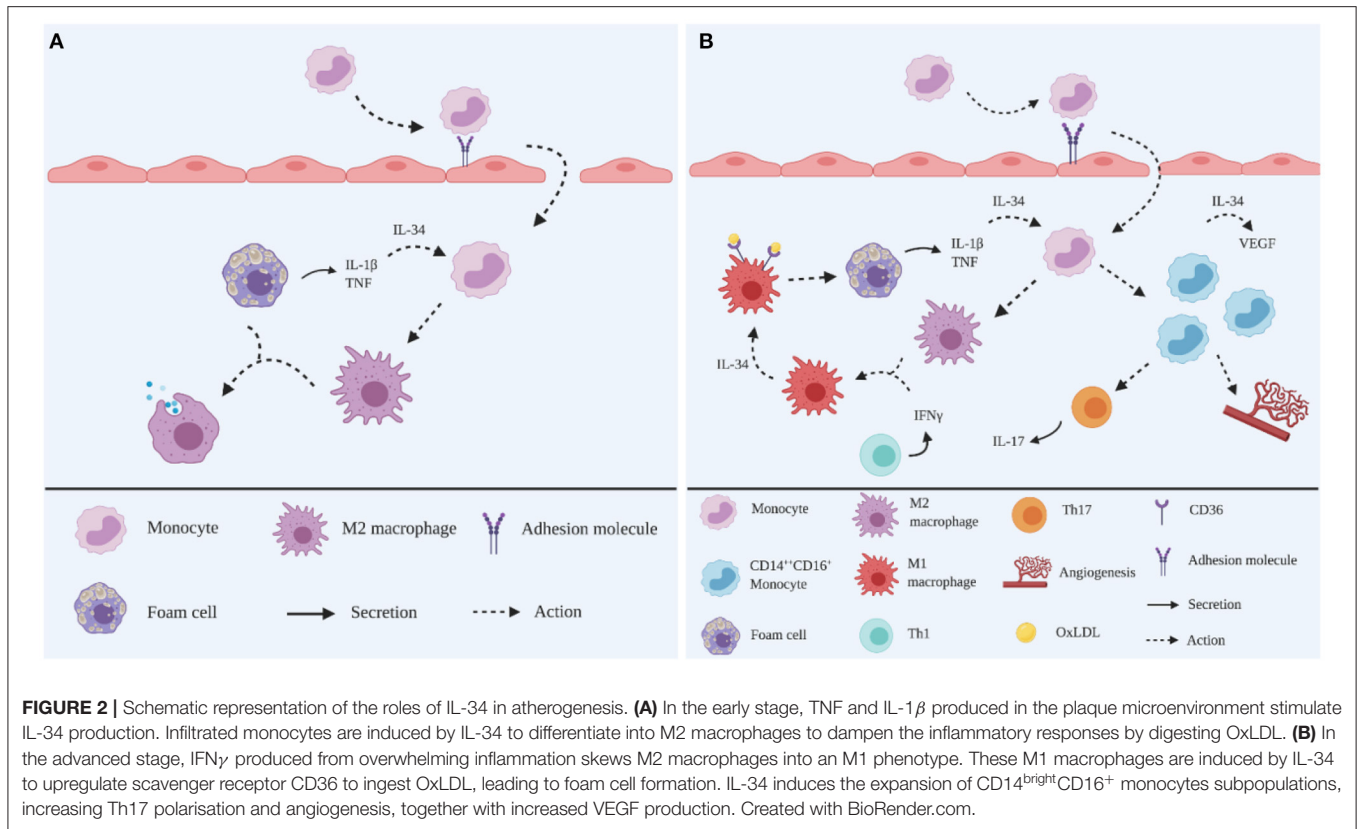 A
IL-34
IL-1β
TNF
Monocyte
M2 macrophage
Adhesion molecule
Foam cell
Secretion
Action
B
IL-34
IL-34
IL-1β
TNF
VEGF
IL-34
IFNγ
IL-17
Monocyte
M2
macrophage
Th17
CD36
CD14⁺⁺CD16⁺
Monocyte
M1
macrophage
Angiogenesis
Adhesion molecule
Secretion
Foam cell
Th1
OxLDL
Action
FIGURE 2 | Schematic representation of the roles of IL-34 in atherogenesis. (A) In the early stage, TNF and IL-1β produced in the plaque microenvironment stimulate
IL-34 production. Infiltrated monocytes are induced by IL-34 to differentiate into M2 macrophages to dampen the inflammatory responses by digesting OxLDL. (B) In
the advanced stage, IFNγ produced from overwhelming inflammation skews M2 macrophages into an M1 phenotype. These M1 macrophages are induced by IL-34
to upregulate scavenger receptor CD36 to ingest OxLDL, leading to foam cell formation. IL-34 induces the expansion of CD14ᵇʳⁱᵍʰᵗCD16⁺ monocytes subpopulations,
increasing Th17 polarisation and angiogenesis, together with increased VEGF production. Created with BioRender.com.